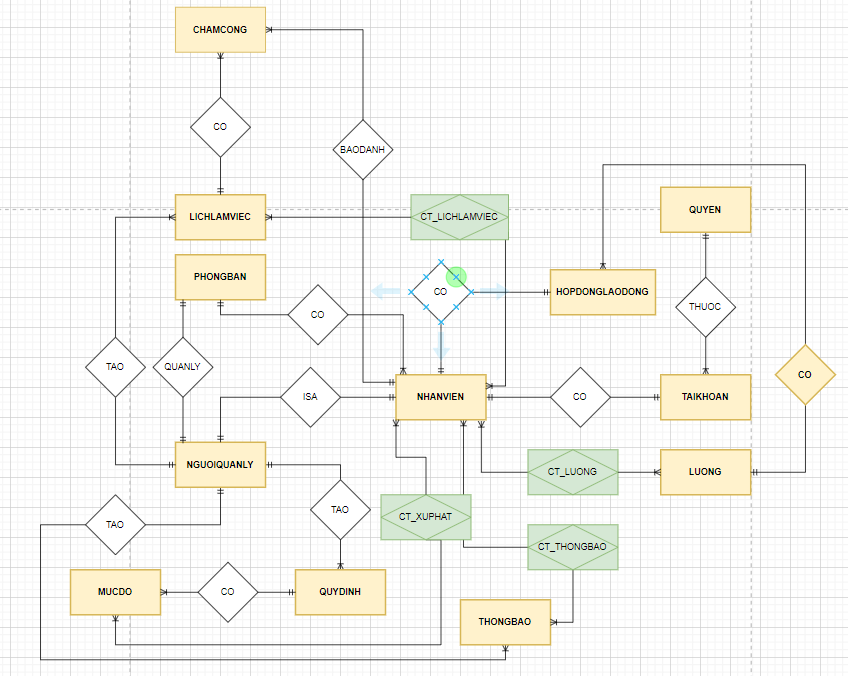 CHAMCONG
CO
BAODANH
LICHLAMVIEC
CT_LICHLAMVIEC
QUYEN
PHONGBAN
CO
HOPDONGLAODONG
CO
THUOC
TAO
QUANLY
CO
ISA
NHANVIEN
CO
TAIKHOAN
NGUOIQUANLY
CT_LUONG
LUONG
TAO
TAO
CT_XUPHAT
CT_THONGBAO
MUCDO
CO
QUYDINH
THONGBAO